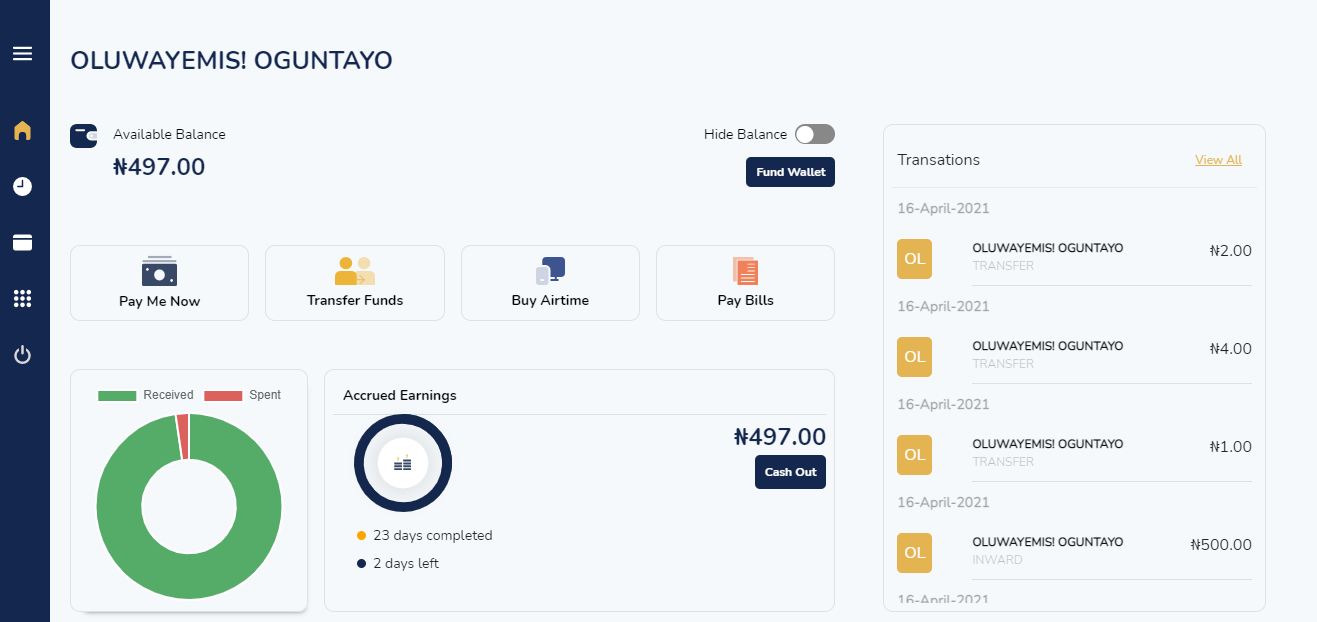 OLUWAYEMIS! OGUNTAYO
Available Balance
₦497.00
Hide Balance
Fund Wallet
Pay Me Now
Transfer Funds
Buy Airtime
Pay Bills
Received
Spent
Accrued Earnings
₦497.00
Cash Out
23 days completed
2 days left
Transations
View All
16-April-2021
OL
OLUWAYEMIS! OGUNTAYO
TRANSFER
₦2.00
16-April-2021
OL
OLUWAYEMIS! OGUNTAYO
TRANSFER
₦4.00
16-April-2021
OL
OLUWAYEMIS! OGUNTAYO
TRANSFER
₦1.00
16-April-2021
OL
OLUWAYEMIS! OGUNTAYO
INWARD
₦500.00
16-April-2021